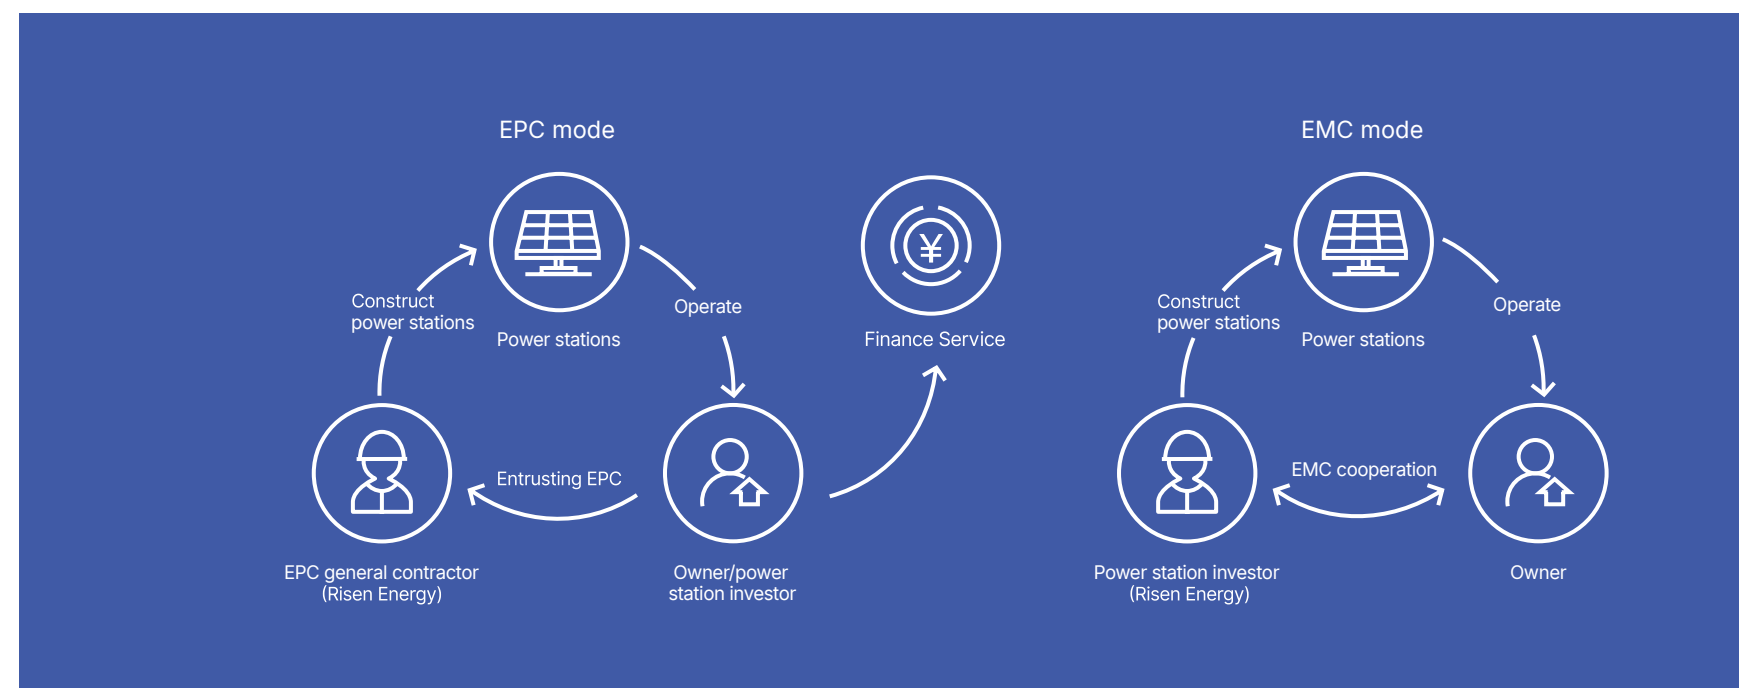 EPC mode
Construct
power stations
Power stations
Operate
¥
Finance Service
Entrusting EPC
EPC general contractor
(Risen Energy)
Owner/power
station investor
EMC mode
Construct
power stations
Power stations
Operate
EMC cooperation
Power station investor
(Risen Energy)
Owner